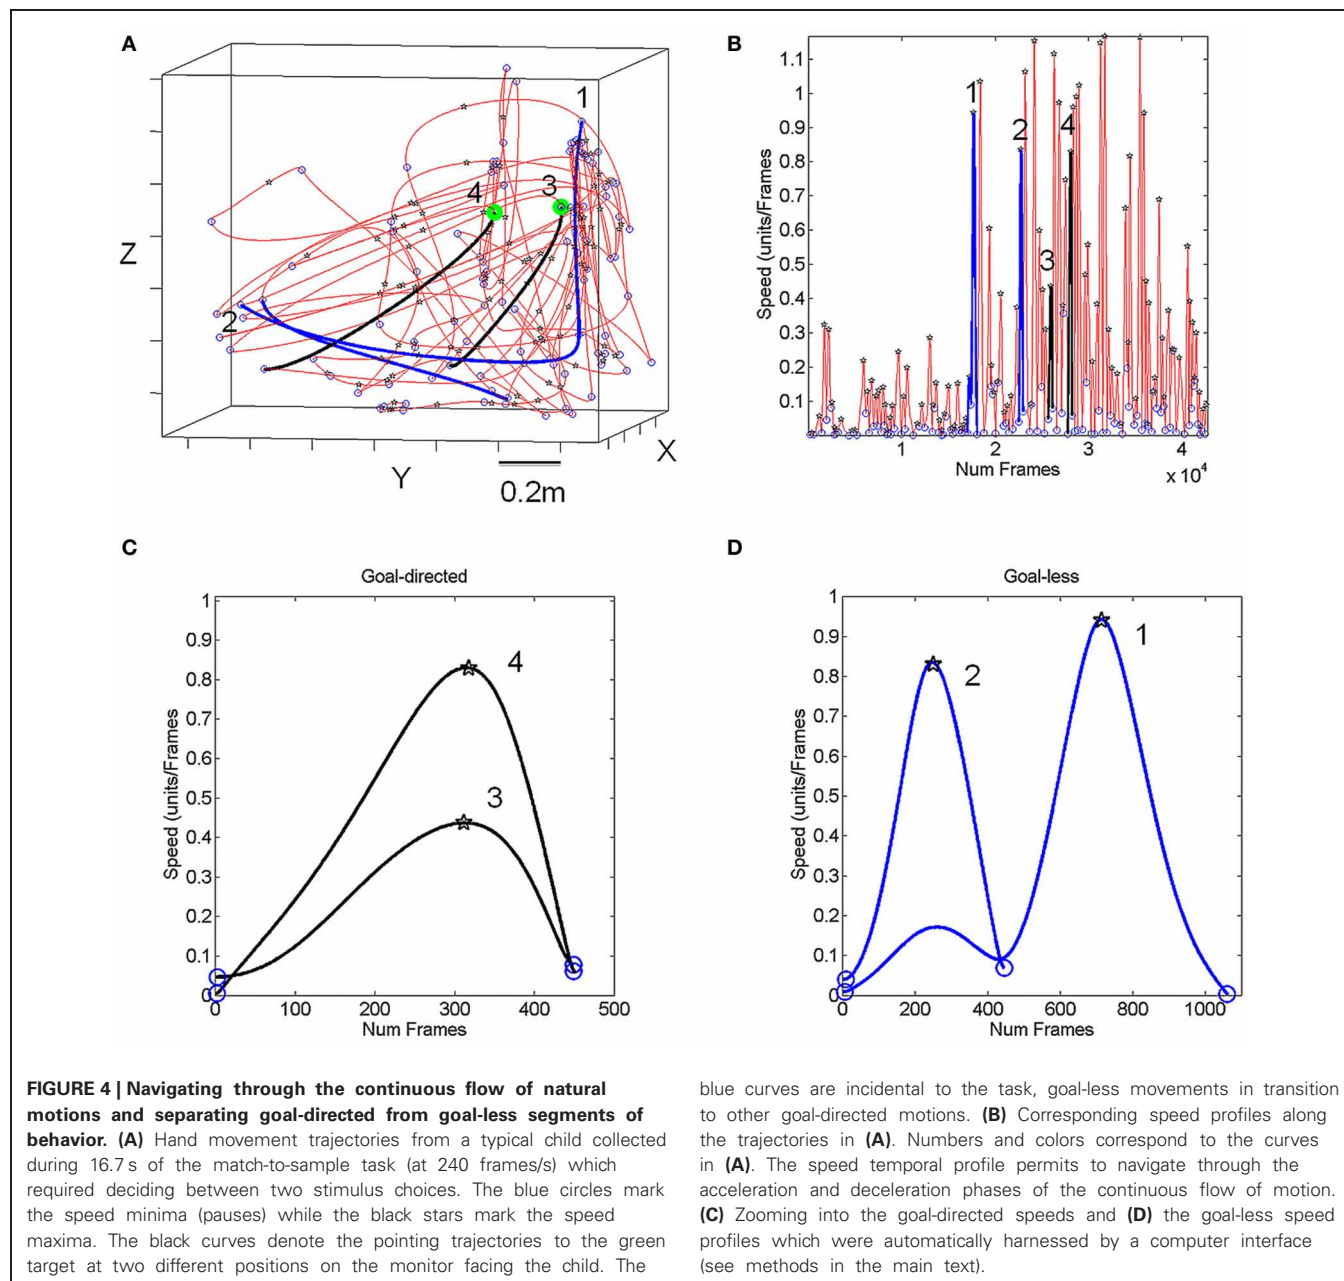 A
1
4
3
Z
2
X
Y
0.2m
B
1.1
1
0.9
0.8
0.7
0.6
0.5
0.4
0.3
0.2
0.1
Speed (units/Frames)
1
2
4
3
1
2
3
4
x 10⁴
Num Frames
C
Goal-directed
1
0.9
0.8
0.7
0.6
0.5
0.4
0.3
0.2
0.1
0
Speed (units/Frames)
4
3
0
100
200
300
400
500
Num Frames
D
Goal-less
1
0.9
0.8
0.7
0.6
0.5
0.4
0.3
0.2
0.1
0
Speed (units/Frames)
2
1
0
200
400
600
800
1000
Num Frames
FIGURE 4 | Navigating through the continuous flow of natural
motions and separating goal-directed from goal-less segments of
behavior. (A) Hand movement trajectories from a typical child collected
during 16.7 s of the match-to-sample task (at 240 frames/s) which
required deciding between two stimulus choices. The blue circles mark
the speed minima (pauses) while the black stars mark the speed
maxima. The black curves denote the pointing trajectories to the green
target at two different positions on the monitor facing the child. The
blue curves are incidental to the task, goal-less movements in transition
to other goal-directed motions. (B) Corresponding speed profiles along
the trajectories in (A). Numbers and colors correspond to the curves
in (A). The speed temporal profile permits to navigate through the
acceleration and deceleration phases of the continuous flow of motion.
(C) Zooming into the goal-directed speeds and (D) the goal-less speed
profiles which were automatically harnessed by a computer interface
(see methods in the main text).